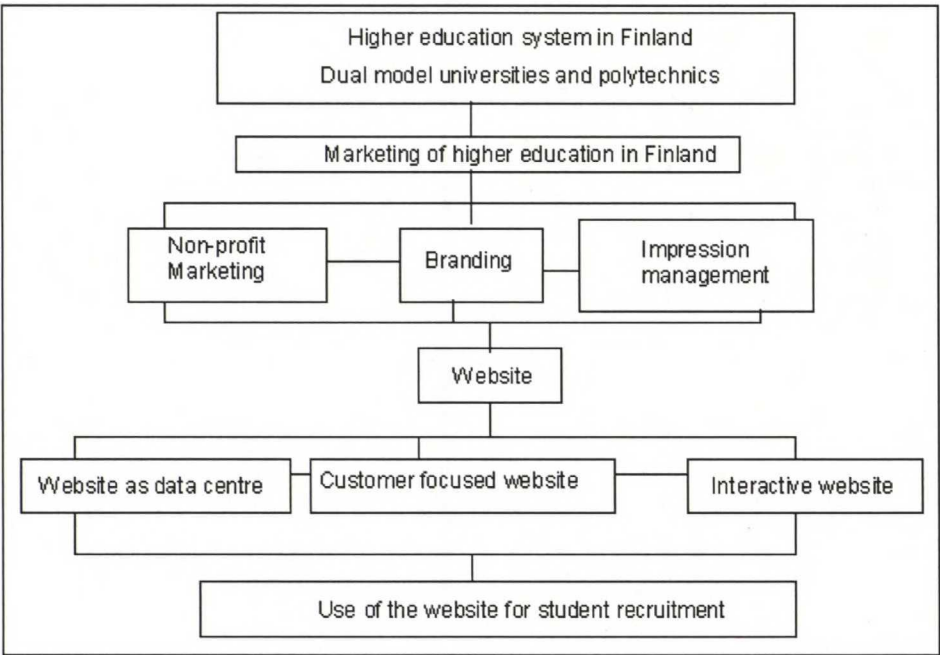 Higher education system in Finland
Dual model universities and polytechnics
Marketing of higher education in Finland
Non-profit
Marketing
Branding
Impression
management
Website
Website as data centre
Customer focused website
Interactive website
Use of the website for student recruitment